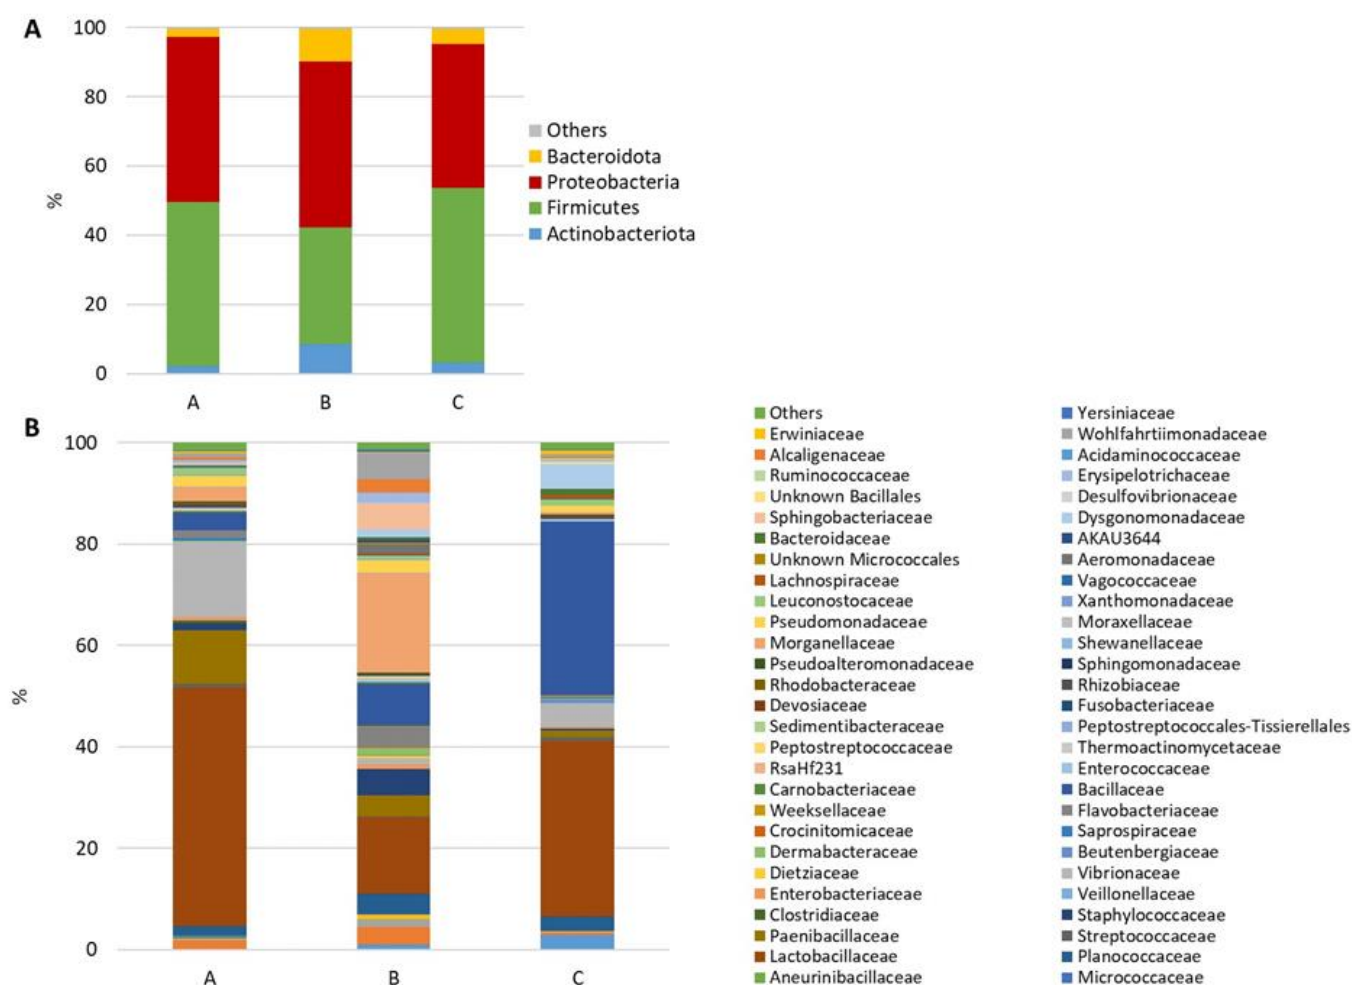 A
100
80
60
40
20
0
%
A B C
Others
Bacteroidota
Proteobacteria
Firmicutes
Actinobacteriota
B
100
80
60
40
20
0
%
A B C
Others Yersiniaceae
Erwiniaceae Wohlfahrtiimonadaceae
Alcaligenaceae Acidaminococcaceae
Ruminococcaceae Erysipelotrichaceae
Unknown Bacillales Desulfovibrionaceae
Sphingobacteriaceae Dysgonomonadaceae
Bacteroidaceae AKAU3644
Unknown Micrococcales Aeromonadaceae
Lachnospiraceae Vagococcaceae
Leuconostocaceae Xanthomonadaceae
Pseudomonadaceae Moraxellaceae
Morganellaceae Shewanellaceae
Pseudoalteromonadaceae Sphingomonadaceae
Rhodobacteraceae Rhizobiaceae
Devosiaceae Fusobacteriaceae
Sedimentibacteraceae Peptostreptococcales-Tissierellales
Peptostreptococcaceae Thermoactinomycetaceae
RsaHf231 Enterococcaceae
Carnobacteriaceae Bacillaceae
Weeksellaceae Flavobacteriaceae
Crocinitomicaceae Saprospiraceae
Dermabacteraceae Beutenbergiaceae
Dietziaceae Vibrionaceae
Enterobacteriaceae Veillonellaceae
Clostridiaceae Staphylococcaceae
Paenibacillaceae Streptococcaceae
Lactobacillaceae Planococcaceae
Aneurinibacillaceae Micrococcaceae